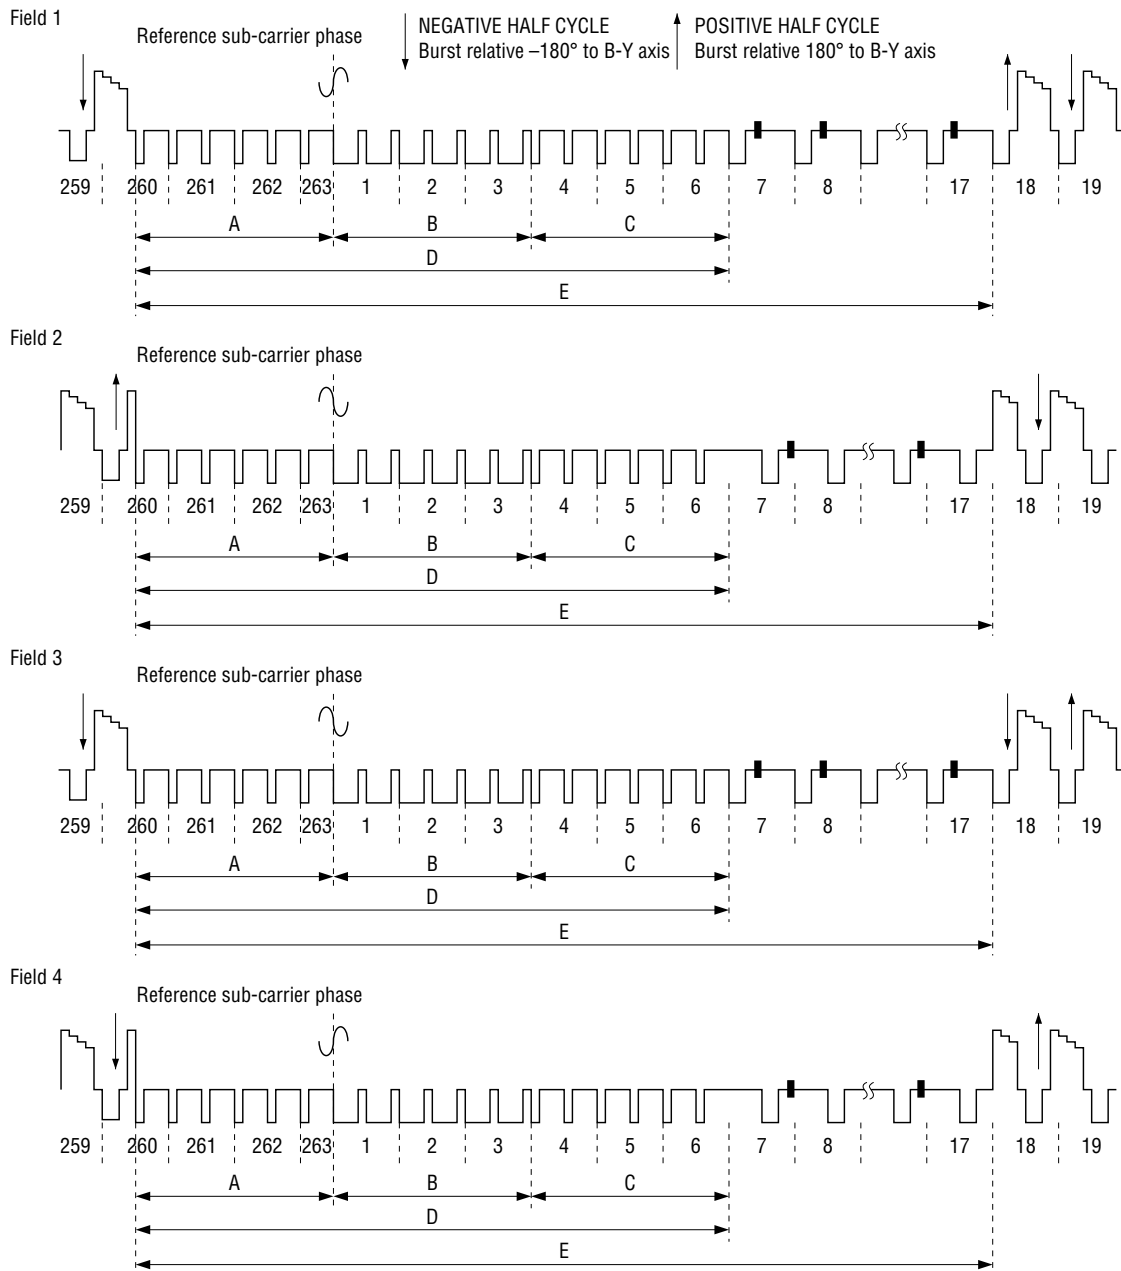 Field 1
Reference sub-carrier phase
NEGATIVE HALF CYCLE
Burst relative –180° to B-Y axis
POSITIVE HALF CYCLE
Burst relative 180° to B-Y axis
259 260 261 262 263 1 2 3 4 5 6 7 8 17 18 19
A B C
D
E
Field 2
Reference sub-carrier phase
259 260 261 262 263 1 2 3 4 5 6 7 8 17 18 19
A B C
D
E
Field 3
Reference sub-carrier phase
259 260 261 262 263 1 2 3 4 5 6 7 8 17 18 19
A B C
D
E
Field 4
Reference sub-carrier phase
259 260 261 262 263 1 2 3 4 5 6 7 8 17 18 19
A B C
D
E